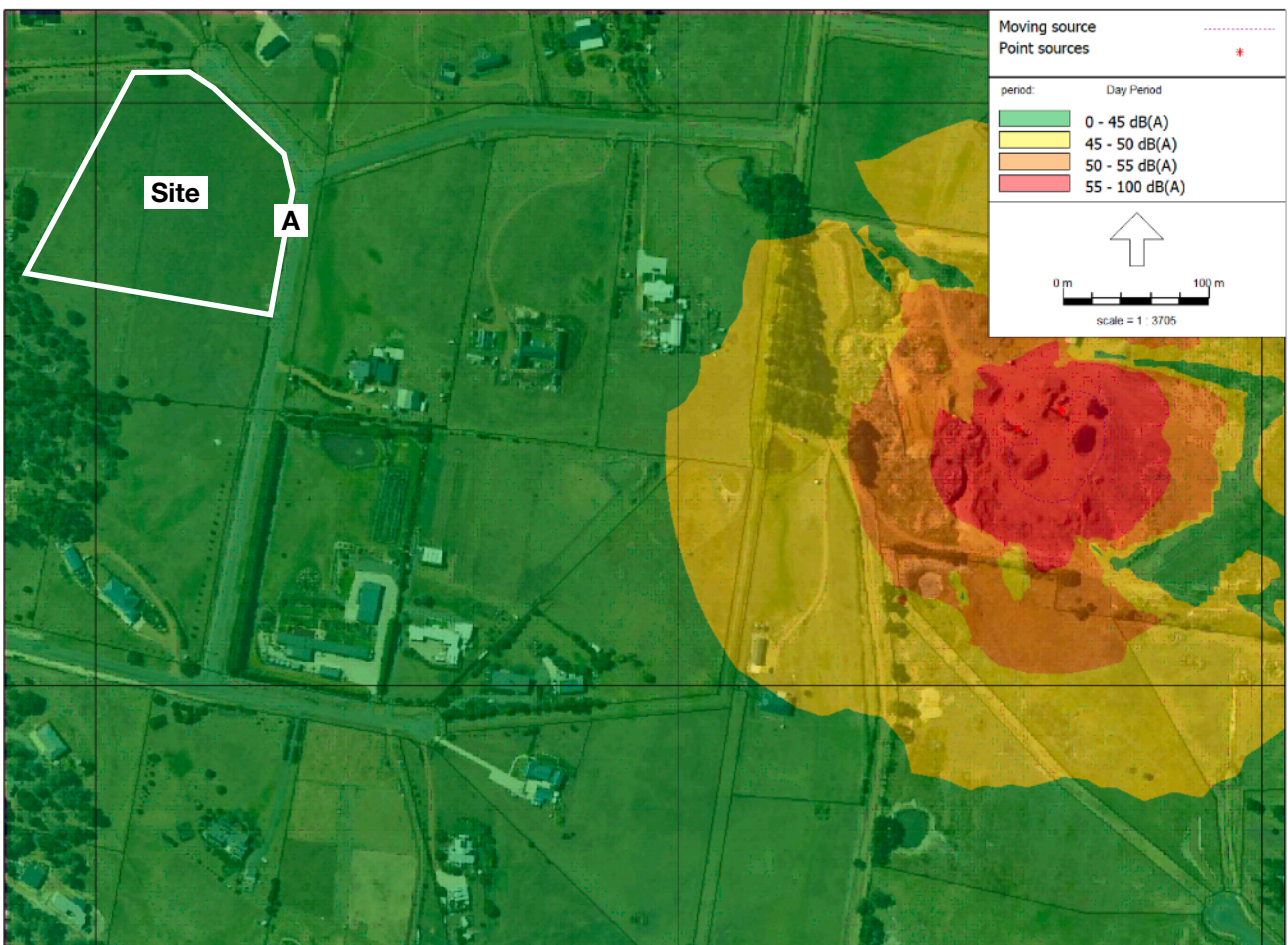 Moving source
Point sources
period: Day Period
0 - 45 dB(A)
45 - 50 dB(A)
50 - 55 dB(A)
55 - 100 dB(A)
0 m 100 m
scale = 1 : 3705
Site
A